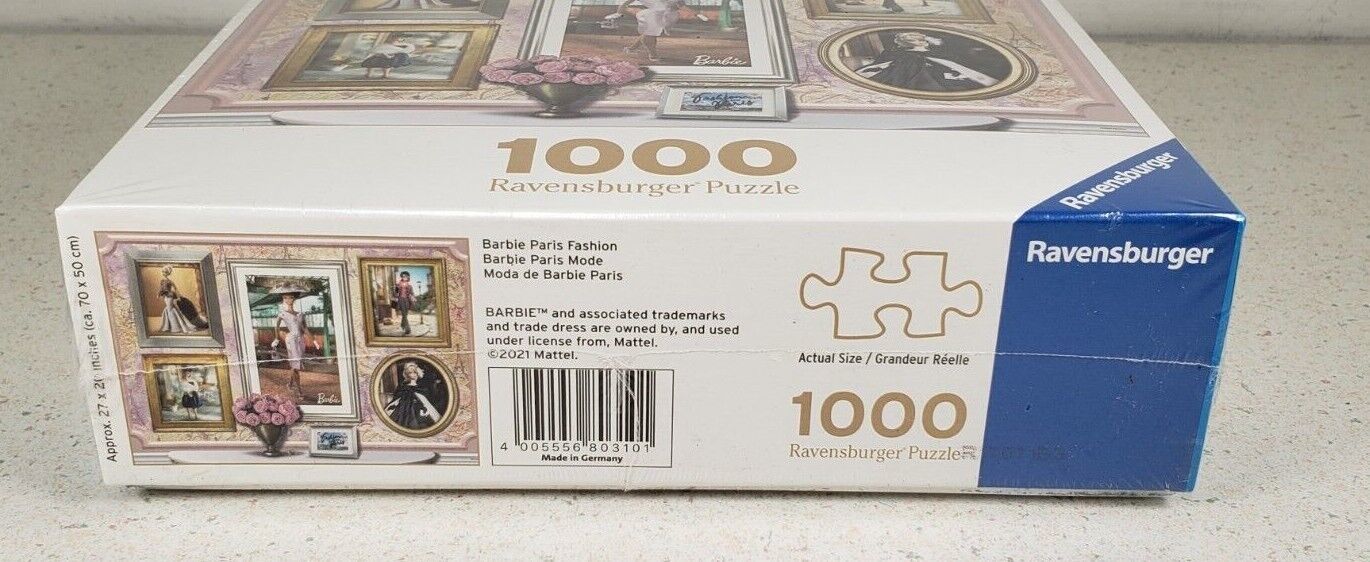 Barbie
Fashion
Paris
1000
Ravensburger Puzzle
Ravensburger
Approx. 27 x 20 inches (ca. 70 x 50 cm)
Barbie Paris Fashion
Barbie Paris Mode
Moda de Barbie Paris
BARBIE™ and associated trademarks
and trade dress are owned by, and used
under license from, Mattel.
©2021 Mattel.
4 005556 803101
Made in Germany
Barbie
Actual Size / Grandeur Réelle
1000
Ravensburger Puzzle
Ravensburger